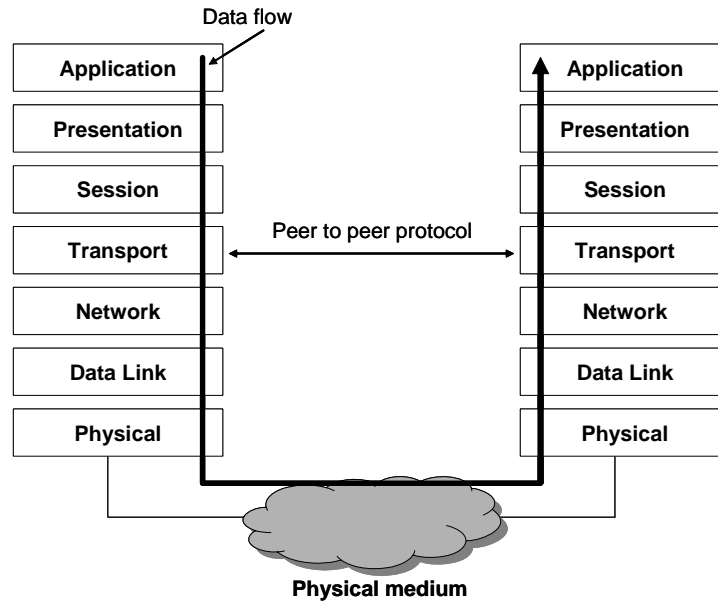 Data flow
Application
Application
Presentation
Presentation
Session
Session
Peer to peer protocol
Transport
Transport
Network
Network
Data Link
Data Link
Physical
Physical
Physical medium